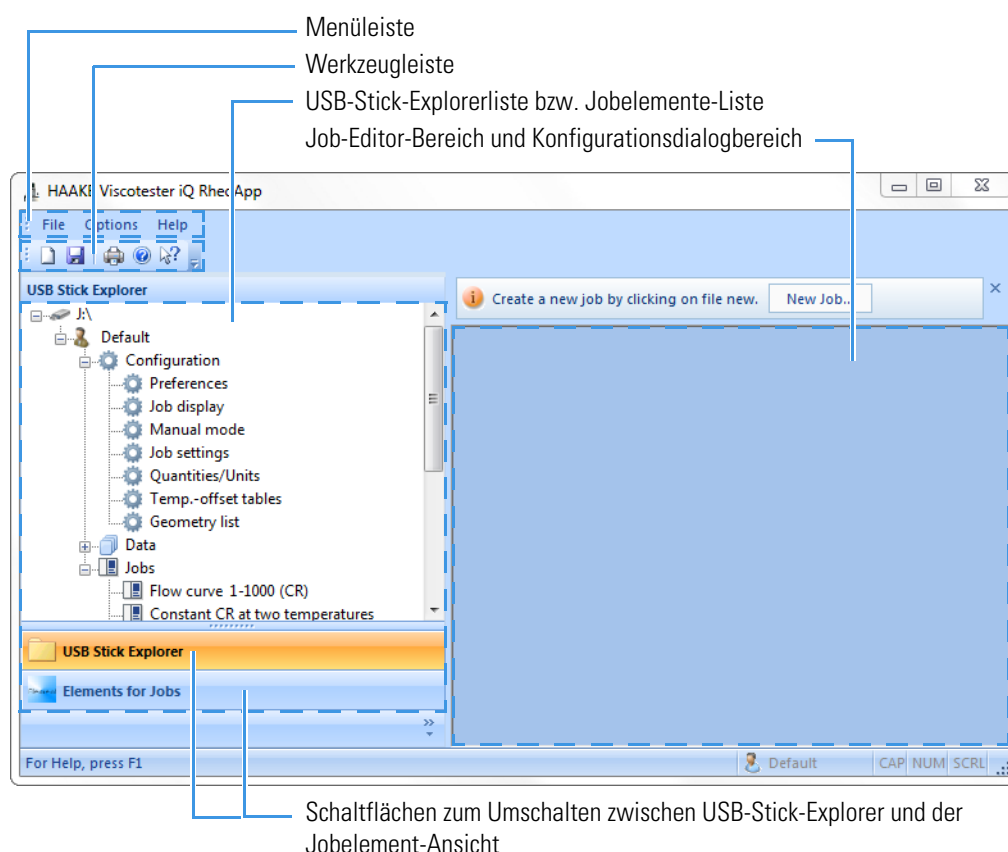 Menüleiste
Werkzeugleiste
USB-Stick-Explorerliste bzw. Jobelemente-Liste
Job-Editor-Bereich und Konfigurationsdialogbereich
HAAKE Viscotester iQ RheoApp
File Options Help
USB Stick Explorer
Create a new job by clicking on file new. New Job...
J:\
Default
Configuration
Preferences
Job display
Manual mode
Job settings
Quantities/Units
Temp.-offset tables
Geometry list
Data
Jobs
Flow curve 1-1000 (CR)
Constant CR at two temperatures
USB Stick Explorer
Elements for Jobs
For Help, press F1 Default CAP NUM SCRL
Schaltflächen zum Umschalten zwischen USB-Stick-Explorer und der
Jobelement-Ansicht